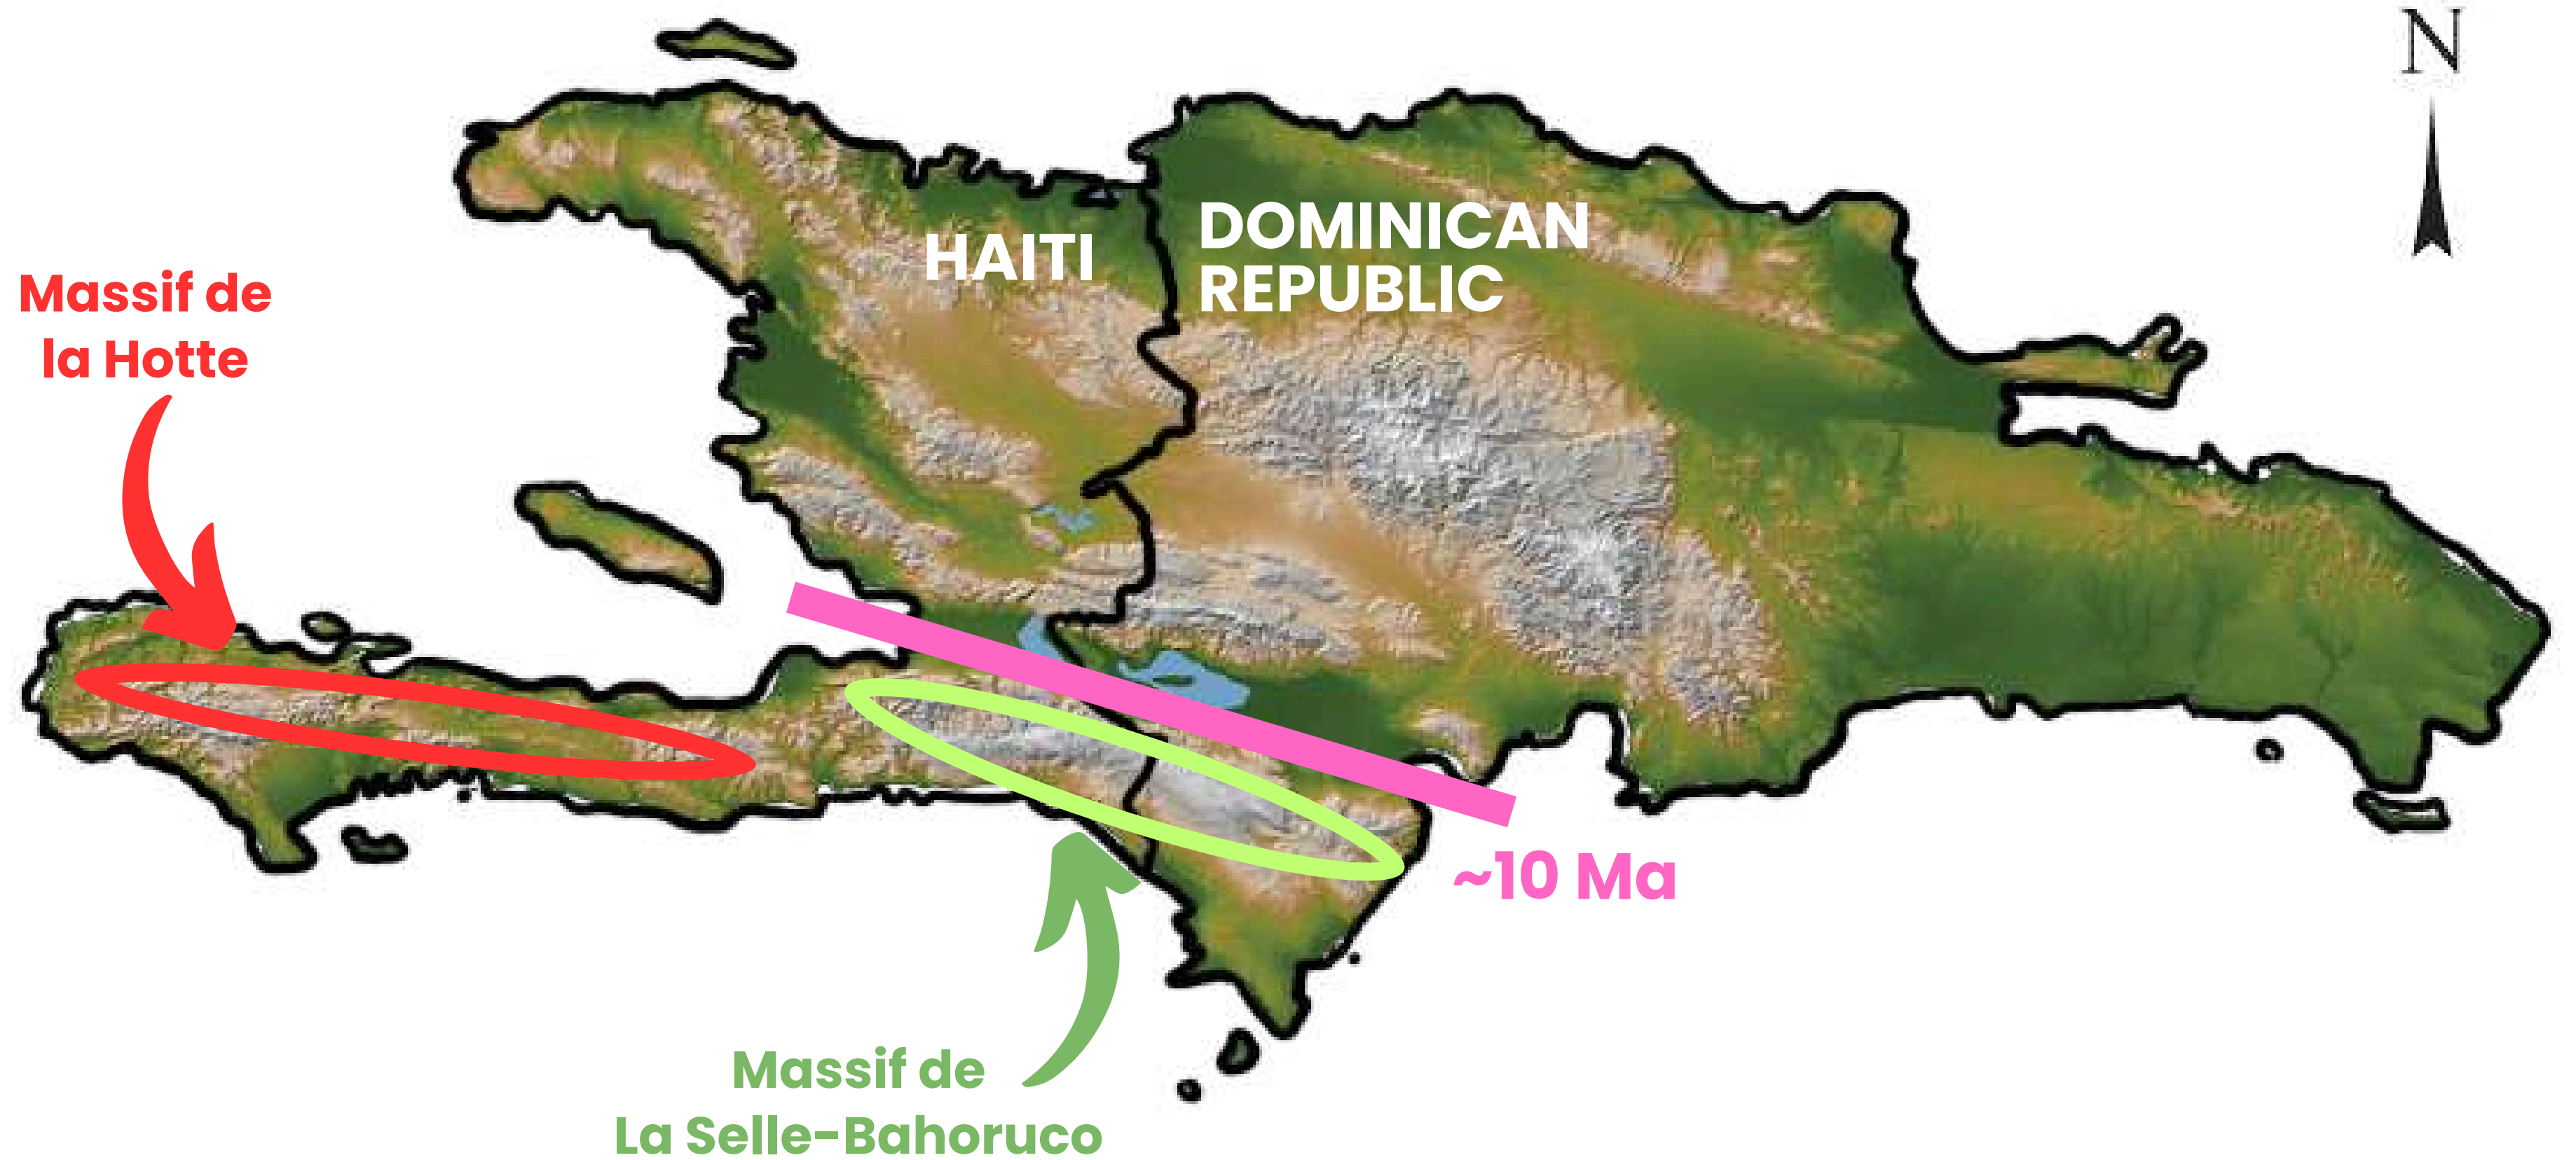 N
HAITI
DOMINICAN
REPUBLIC
Massif de
la Hotte
~10 Ma
Massif de
La Selle-Bahoruco